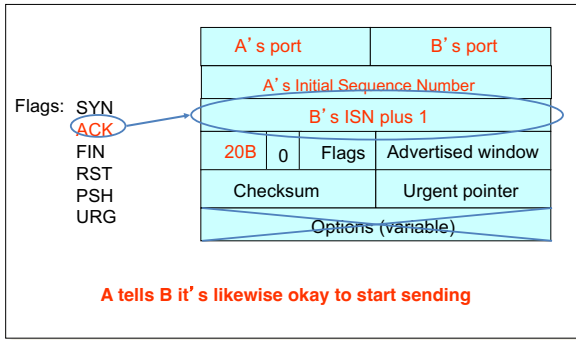 A's port B's port
A's Initial Sequence Number
Flags: SYN
B's ISN plus 1
ACK
FIN
20B 0 Flags Advertised window
RST
PSH
Checksum Urgent pointer
URG
Options (variable)
A tells B it's likewise okay to start sending